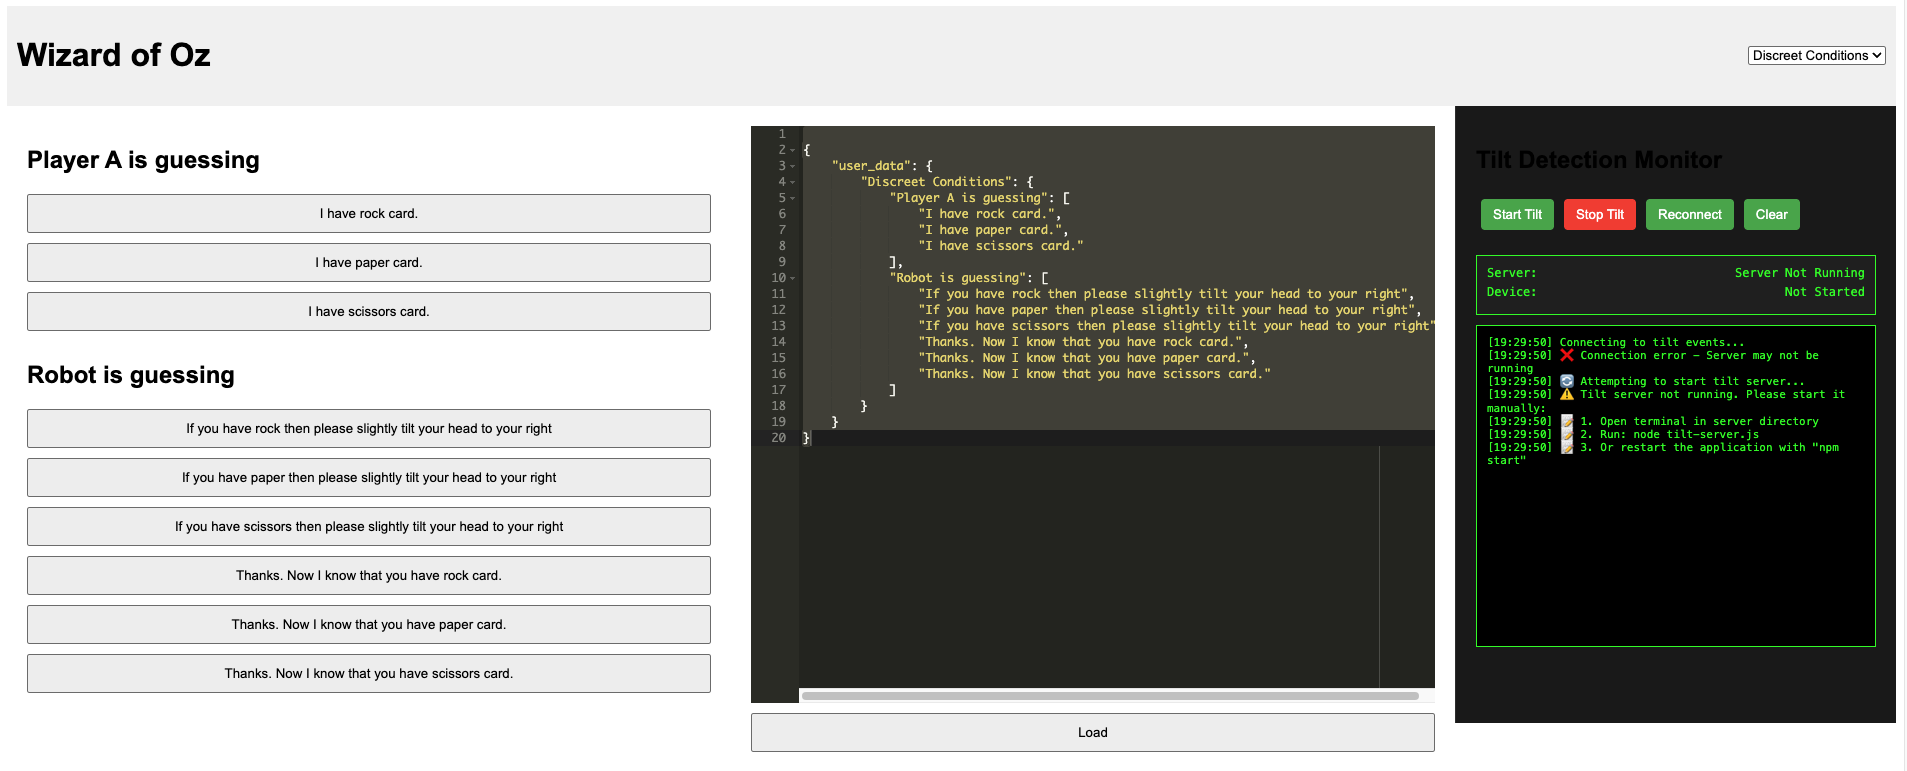 Wizard of Oz
Discreet Conditions
Player A is guessing
I have rock card.
I have paper card.
I have scissors card.
Robot is guessing
If you have rock then please slightly tilt your head to your right
If you have paper then please slightly tilt your head to your right
If you have scissors then please slightly tilt your head to your right
Thanks. Now I know that you have rock card.
Thanks. Now I know that you have paper card.
Thanks. Now I know that you have scissors card.
1
2 {
3 "user_data": {
4 "Discreet Conditions": {
5 "Player A is guessing": [
6 "I have rock card.",
7 "I have paper card.",
8 "I have scissors card."
9 ],
10 "Robot is guessing": [
11 "If you have rock then please slightly tilt your head to your right",
12 "If you have paper then please slightly tilt your head to your right",
13 "If you have scissors then please slightly tilt your head to your right"
14 "Thanks. Now I know that you have rock card.",
15 "Thanks. Now I know that you have paper card.",
16 "Thanks. Now I know that you have scissors card."
17 ]
18 }
19 }
20 }
Load
Tilt Detection Monitor
Start Tilt
Stop Tilt
Reconnect
Clear
Server: Server Not Running
Device: Not Started
[19:29:50] Connecting to tilt events...
[19:29:50] ❌ Connection error - Server may not be
running
[19:29:50] 🔄 Attempting to start tilt server...
[19:29:50] ⚠️ Tilt server not running. Please start it
manually:
[19:29:50] 📝 1. Open terminal in server directory
[19:29:50] 📝 2. Run: node tilt-server.js
[19:29:50] 📝 3. Or restart the application with "npm
start"